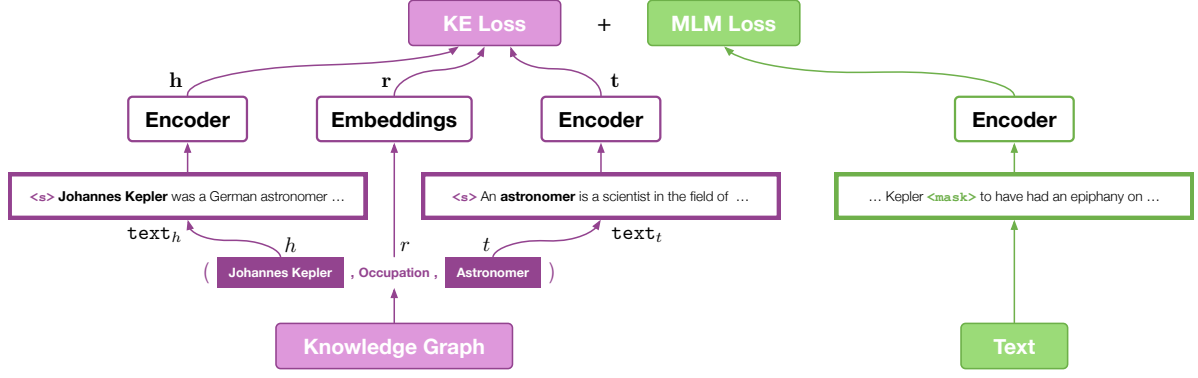 KE Loss + MLM Loss
h r t
Encoder Embeddings Encoder Encoder
<s> Johannes Kepler was a German astronomer ...
<s> An astronomer is a scientist in the field of ...
... Kepler <mask> to have had an epiphany on ...
text_h h r t text_t
( Johannes Kepler , Occupation , Astronomer )
Knowledge Graph Text